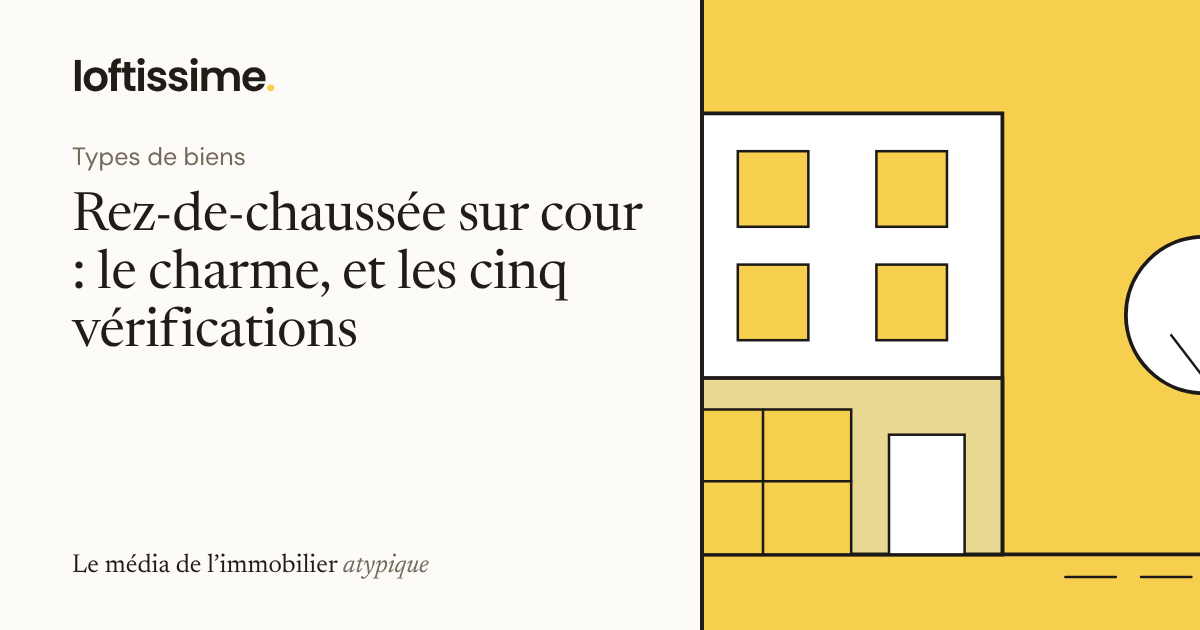 loftissime.
Types de biens
Rez-de-chaussée sur cour
: le charme, et les cinq
vérifications
Le média de l’immobilier atypique